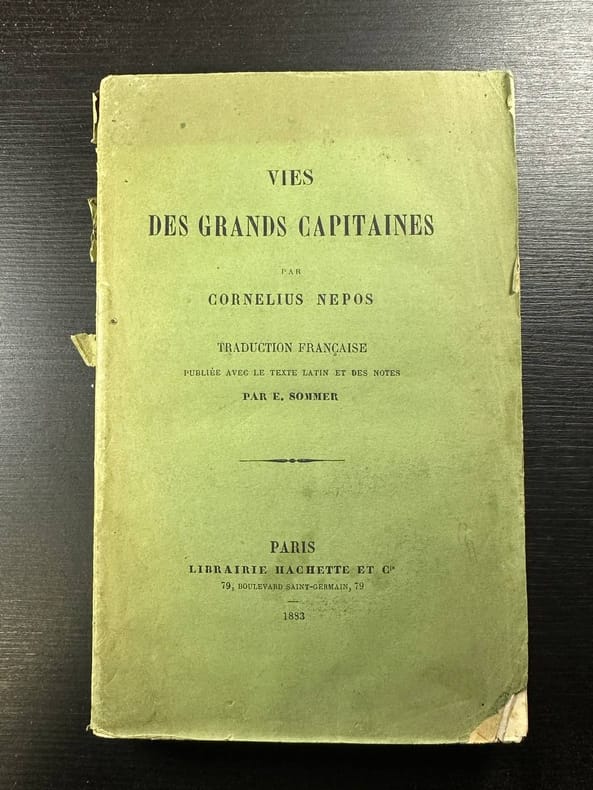 VIES
DES GRANDS CAPITAINES
PAR
CORNELIUS NEPOS
TRADUCTION FRANÇAISE
PUBLIÉE AVEC LE TEXTE LATIN ET DES NOTES
PAR E. SOMMER
PARIS
LIBRAIRIE HACHETTE ET Cie
79, BOULEVARD SAINT-GERMAIN, 79
1883